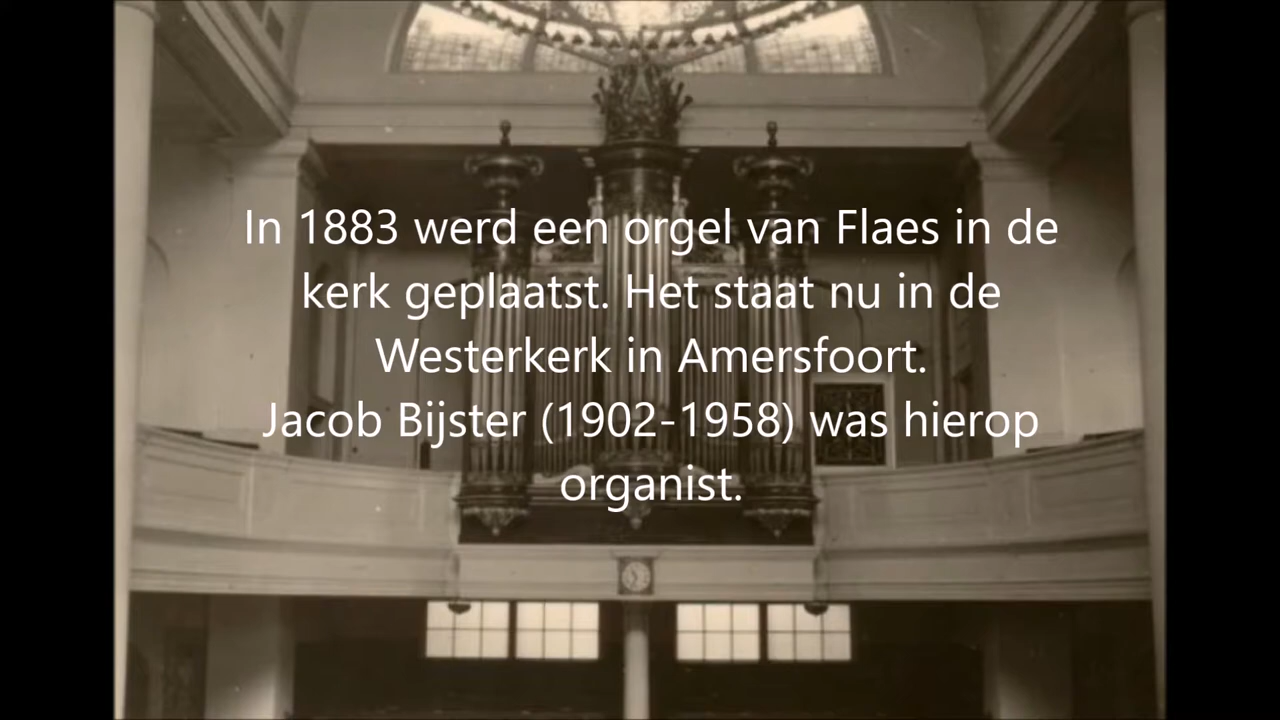 In 1883 werd een orgel van Flaes in de
kerk geplaatst. Het staat nu in de
Westerkerk in Amersfoort.
Jacob Bijster (1902-1958) was hierop
organist.